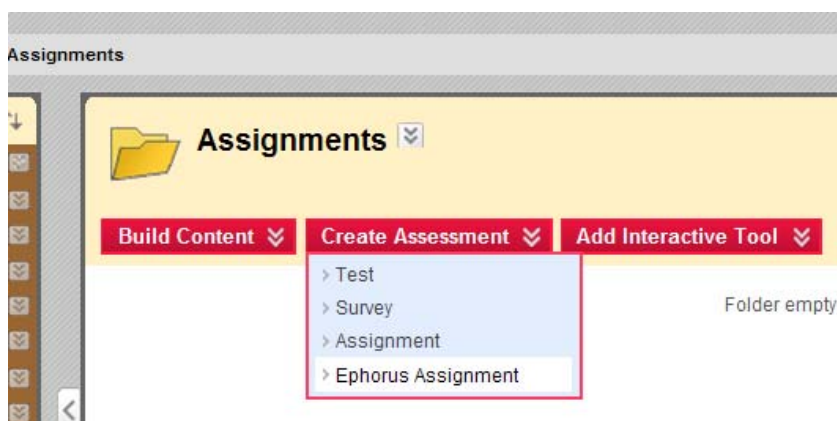 Assignments
Assignments
Build Content
Create Assessment
Add Interactive Tool
Test
Survey
Folder empty
Assignment
Ephorus Assignment